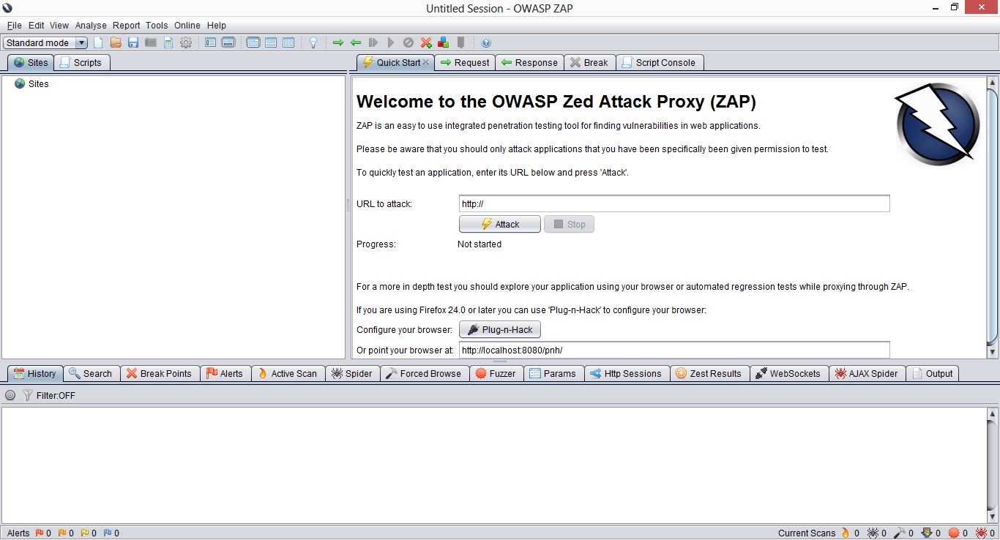 Untitled Session - OWASP ZAP
File Edit View Analyse Report Tools Online Help
Standard mode
Sites Scripts
Quick Start Request Response Break Script Console
Sites
Welcome to the OWASP Zed Attack Proxy (ZAP)
ZAP is an easy to use integrated penetration testing tool for finding vulnerabilities in web applications.
Please be aware that you should only attack applications that you have been specifically been given permission to test.
To quickly test an application, enter its URL below and press 'Attack'.
URL to attack: http://
Attack Stop
Progress: Not started
For a more in depth test you should explore your application using your browser or automated regression tests while proxying through ZAP.
If you are using Firefox 24.0 or later you can use 'Plug-n-Hack' to configure your browser:
Configure your browser: Plug-n-Hack
Or point your browser at: http://localhost:8080/pnh/
History Search Break Points Alerts Active Scan Spider Forced Browse Fuzzer Params Http Sessions Zest Results WebSockets AJAX Spider Output
Filter:OFF
Alerts 0 0 0 0 Current Scans 0 0 0 0 0 0